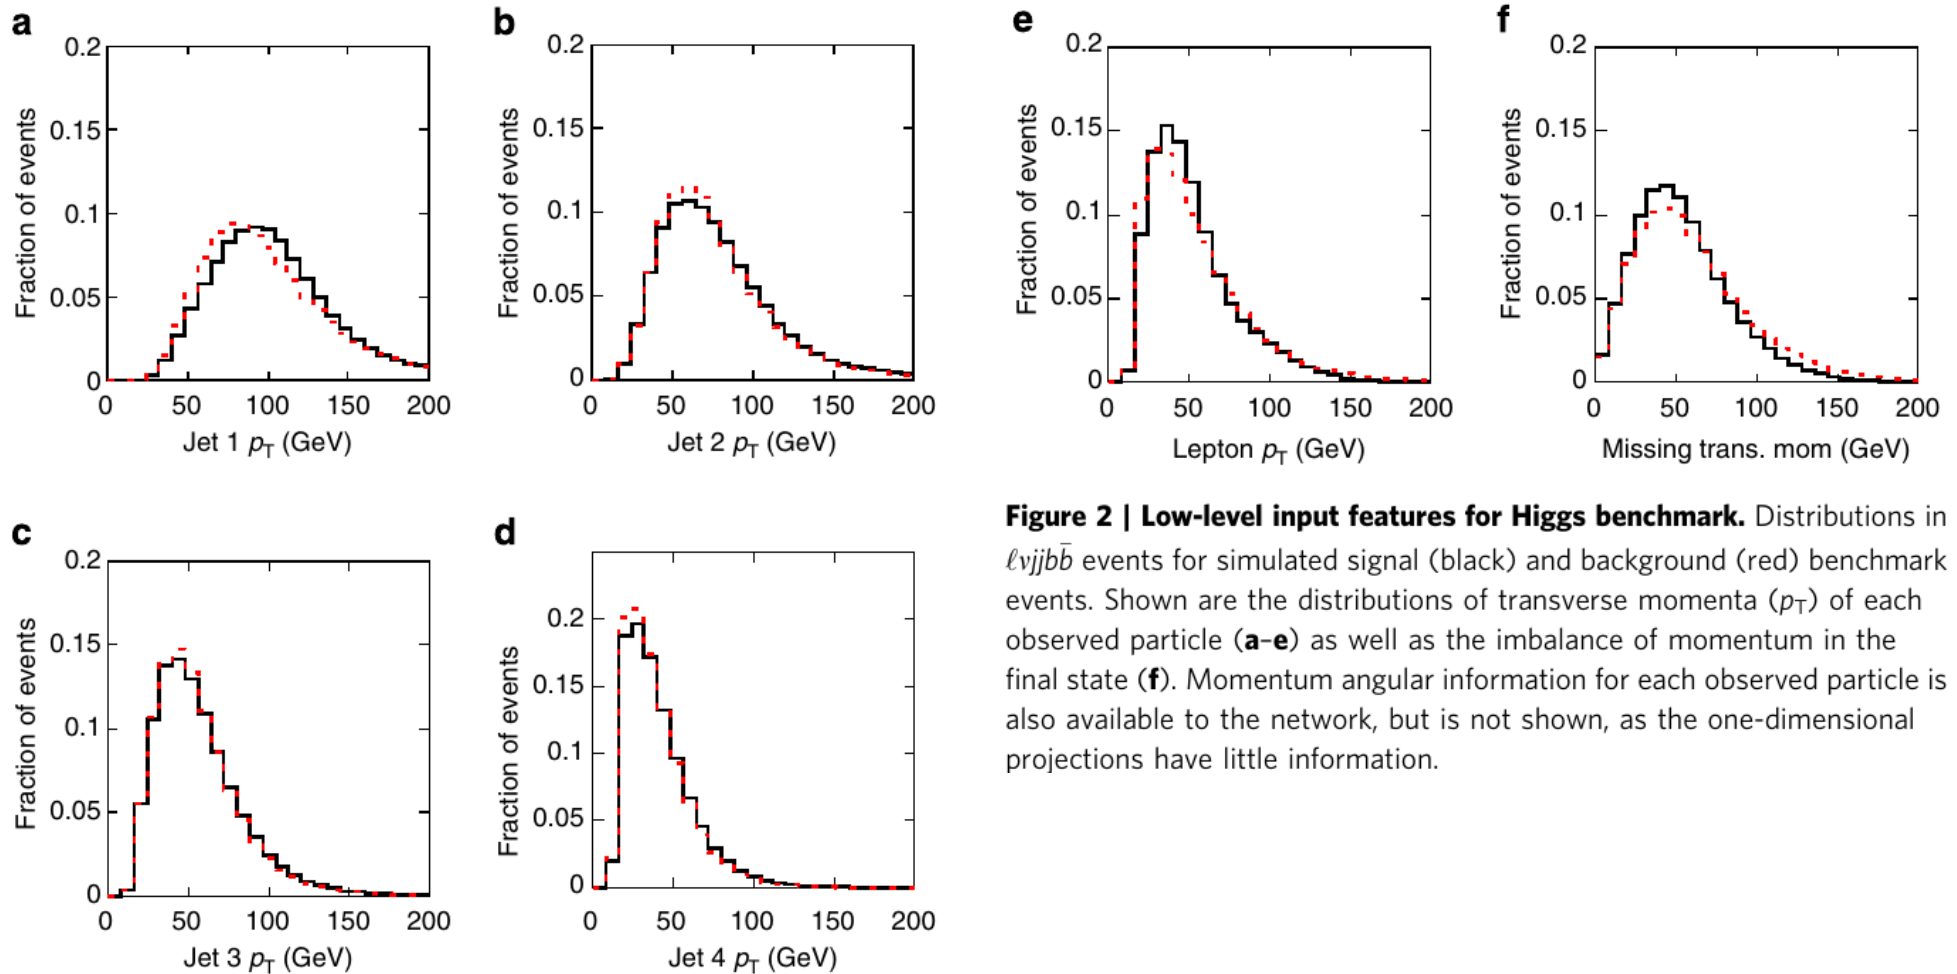 a
0.2
0.15
0.1
0.05
0
Fraction of events
0 50 100 150 200
Jet 1 pT (GeV)
b
0.2
0.15
0.1
0.05
0
Fraction of events
0 50 100 150 200
Jet 2 pT (GeV)
c
0.2
0.15
0.1
0.05
0
Fraction of events
0 50 100 150 200
Jet 3 pT (GeV)
d
0.2
0.15
0.1
0.05
0
Fraction of events
0 50 100 150 200
Jet 4 pT (GeV)
e
0.2
0.15
0.1
0.05
0
Fraction of events
0 50 100 150 200
Lepton pT (GeV)
f
0.2
0.15
0.1
0.05
0
Fraction of events
0 50 100 150 200
Missing trans. mom (GeV)
Figure 2 | Low-level input features for Higgs benchmark. Distributions in
ℓνjjbb̄ events for simulated signal (black) and background (red) benchmark
events. Shown are the distributions of transverse momenta (pT) of each
observed particle (a–e) as well as the imbalance of momentum in the
final state (f). Momentum angular information for each observed particle is
also available to the network, but is not shown, as the one-dimensional
projections have little information.